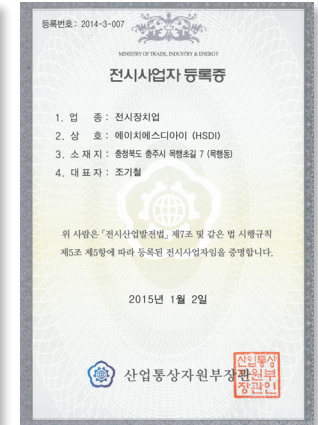 등록번호 : 2014-3-007
MINISTRY OF TRADE, INDUSTRY & ENERGY
전시사업자 등록증
1. 업 종 : 전시장치업
2. 상 호 : 에이치에스디아이 (HSDI)
3. 소 재 지 : 충청북도 충주시 목행초길 7 (목행동)
4. 대 표 자 : 조기철
위 사람은 「전시산업발전법」 제7조 및 같은 법 시행규칙
제5조 제5항에 따라 등록된 전시사업자임을 증명합니다.
2015년 1월 2일
산업통상자원부장관
산업통상
자원부
장관인